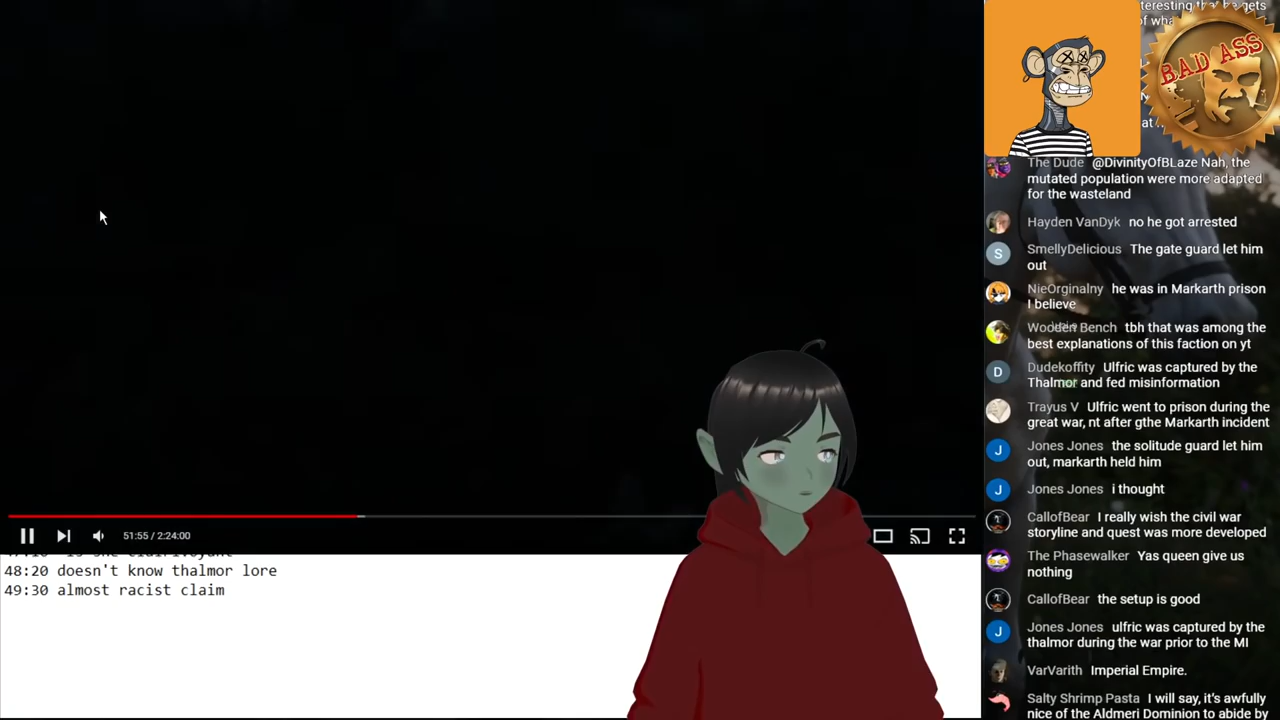 51:55 / 2:24:00
48:20 doesn't know thalmor lore
49:30 almost racist claim
BAD ASS
The Dude @DivinityOfBLaze Nah, the
mutated population were more adapted
for the wasteland
Hayden VanDyk no he got arrested
S
SmellyDelicious The gate guard let him
out
NieOrginalny he was in Markarth prison
I believe
Wooden Bench tbh that was among the
best explanations of this faction on yt
D
Dudekoffity Ulfric was captured by the
Thalmor and fed misinformation
Trayus V Ulfric went to prison during the
great war, nt after gthe Markarth incident
J
Jones Jones the solitude guard let him
out, markarth held him
J
Jones Jones i thought
CallofBear I really wish the civil war
storyline and quest was more developed
The Phasewalker Yas queen give us
nothing
CallofBear the setup is good
J
Jones Jones ulfric was captured by the
thalmor during the war prior to the MI
VarVarith Imperial Empire.
Salty Shrimp Pasta I will say, it's awfully
nice of the Aldmeri Dominion to abide by